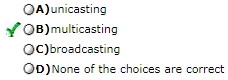 A)unicasting
B)multicasting
C)broadcasting
D)None of the choices are correct